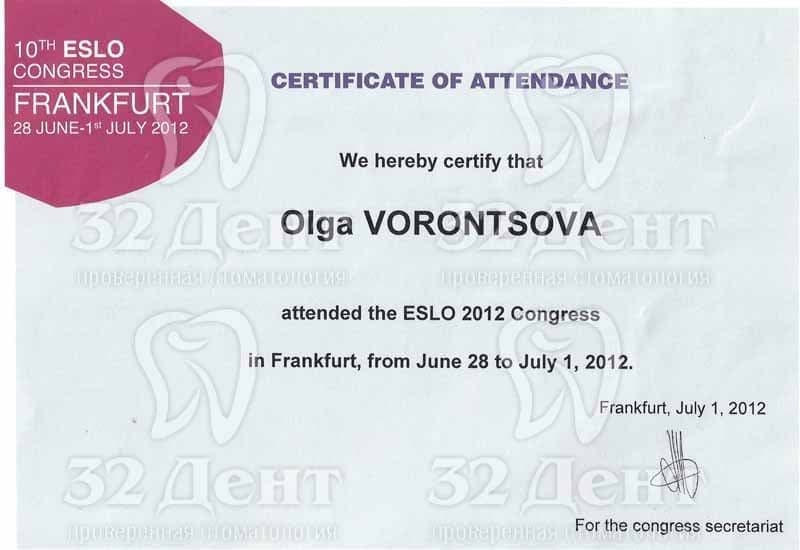 10TH ESLO
CONGRESS
FRANKFURT
28 JUNE-1st JULY 2012
CERTIFICATE OF ATTENDANCE
We hereby certify that
Olga VORONTSOVA
32 Дент
проверенная стоматология
32 Дент
проверенная стоматология
attended the ESLO 2012 Congress
in Frankfurt, from June 28 to July 1, 2012.
Frankfurt, July 1, 2012
32 Дент
проверенная стоматология
32 Дент
проверенная стоматология
For the congress secretariat